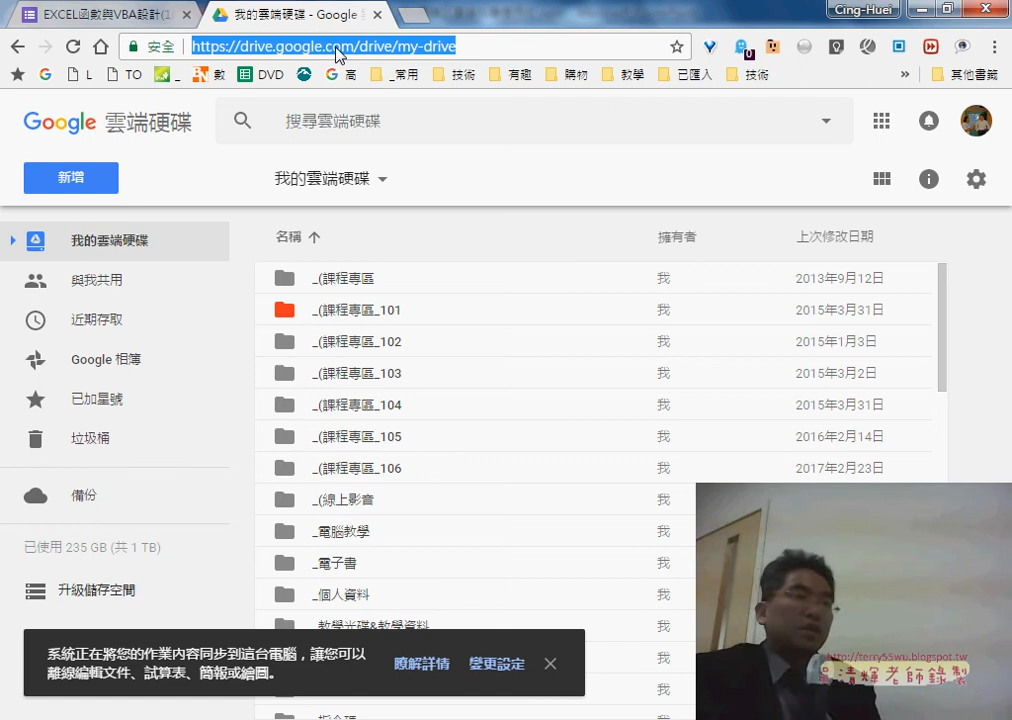 EXCEL函數與VBA設計(1
我的雲端硬碟 - Google
Cing-Huei
安全
https://drive.google.com/drive/my-drive
0
L
TO
_
數
DVD
高
_常用
技術
有趣
購物
教學
已匯入
技術
»
其他書籤
Google 雲端硬碟
搜尋雲端硬碟
新增
我的雲端硬碟
我的雲端硬碟
與我共用
近期存取
Google 相簿
已加星號
垃圾桶
備份
已使用 235 GB (共 1 TB)
升級儲存空間
名稱
擁有者
上次修改日期
_(課程專區
我
2013年9月12日
_(課程專區_101
我
2015年3月31日
_(課程專區_102
我
2015年1月3日
_(課程專區_103
我
2015年3月2日
_(課程專區_104
我
2015年3月31日
_(課程專區_105
我
2016年2月14日
_(課程專區_106
我
2017年2月23日
_(線上影音
我
_電腦教學
我
_電子書
我
_個人資料
我
_教學光碟&教學資料
我
我
我
系統正在將您的作業內容同步到這台電腦，讓您可以
離線編輯文件、試算表、簡報或繪圖。
瞭解詳情
變更設定
http://terry55wu.blogspot.tw
吳清輝老師錄製